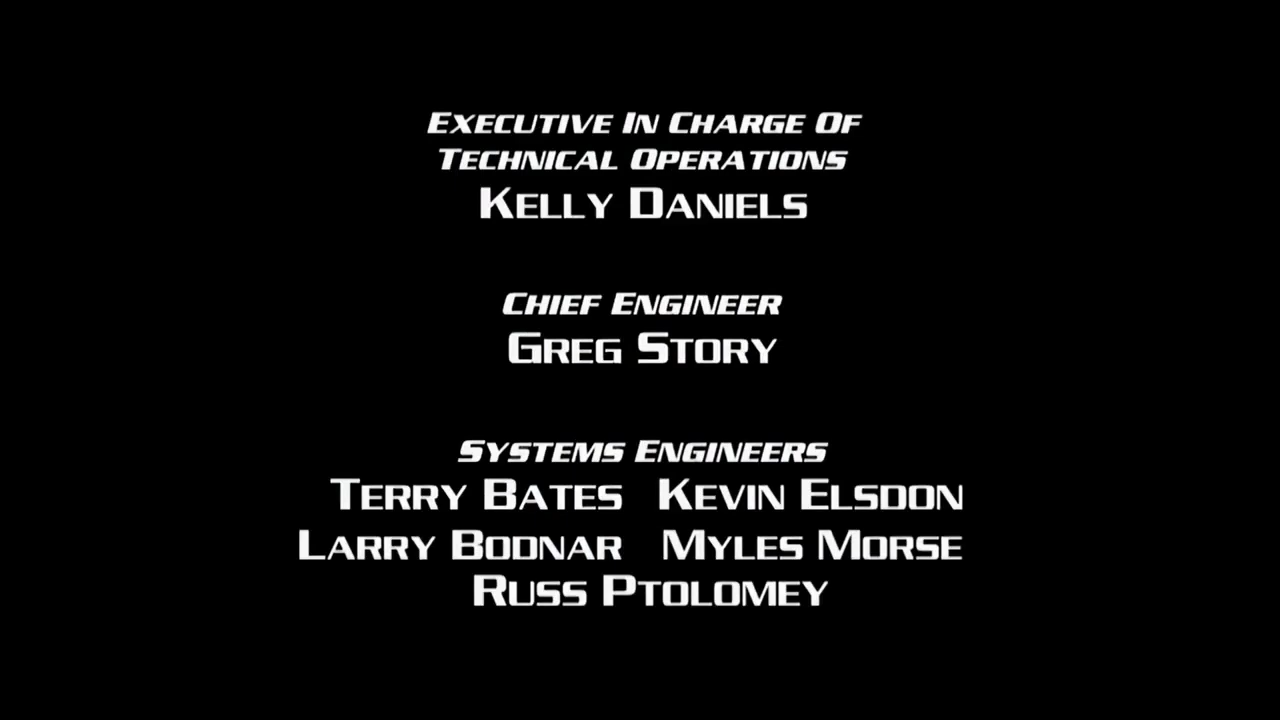 Executive In Charge Of
Technical Operations
Kelly Daniels
Chief Engineer
Greg Story
Systems Engineers
Terry Bates Kevin Elsdon
Larry Bodnar Myles Morse
Russ Ptolomey